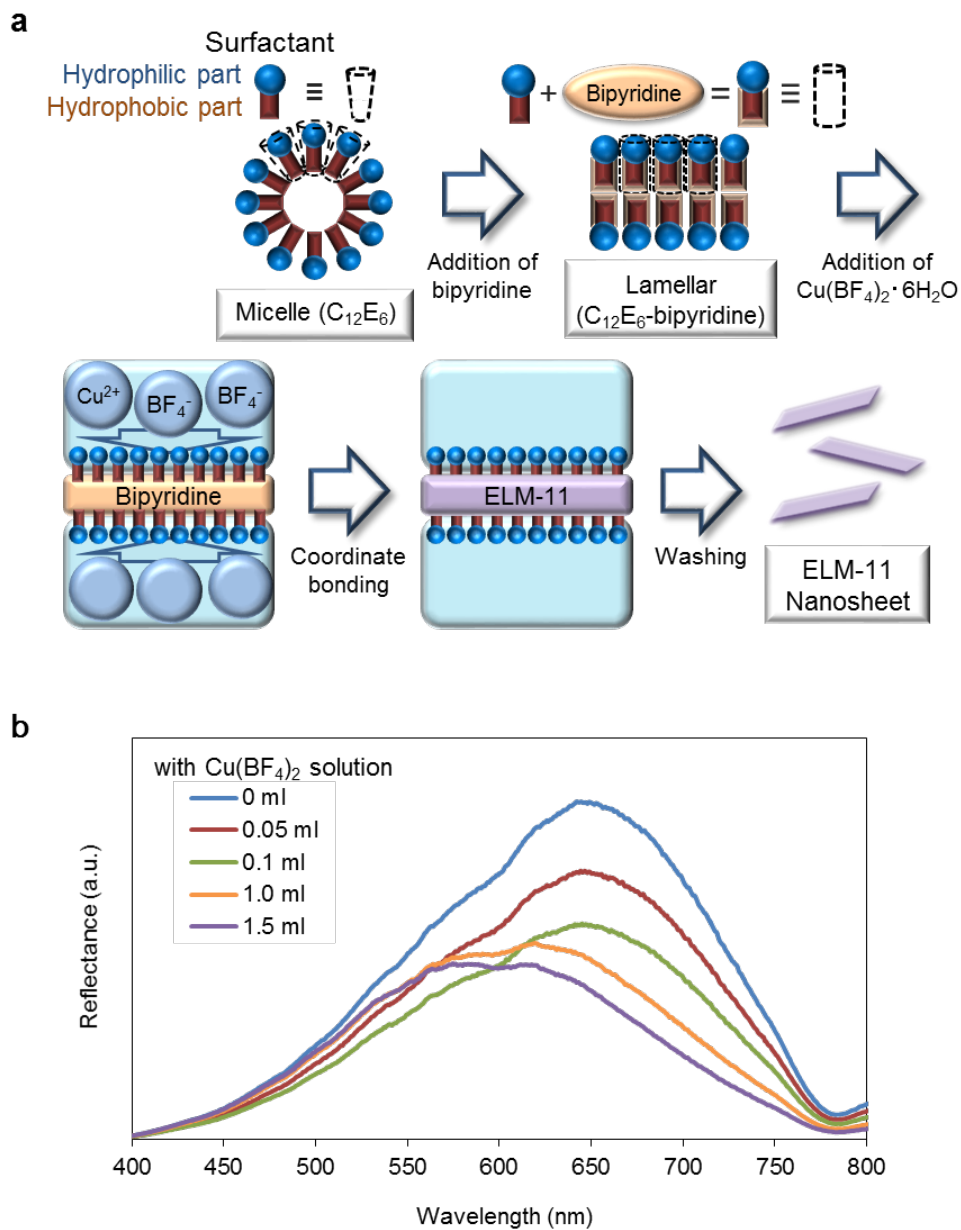 a
Surfactant
Hydrophilic part
Hydrophobic part
≡
+ Bipyridine = ≡
Addition of
bipyridine
Addition of
Cu(BF₄)₂・6H₂O
Micelle (C₁₂E₆)
Lamellar
(C₁₂E₆-bipyridine)
Cu²⁺
BF₄⁻
BF₄⁻
Bipyridine
Coordinate
bonding
ELM-11
Washing
ELM-11
Nanosheet
b
with Cu(BF₄)₂ solution
0 ml
0.05 ml
0.1 ml
1.0 ml
1.5 ml
Reflectance (a.u.)
400 450 500 550 600 650 700 750 800
Wavelength (nm)